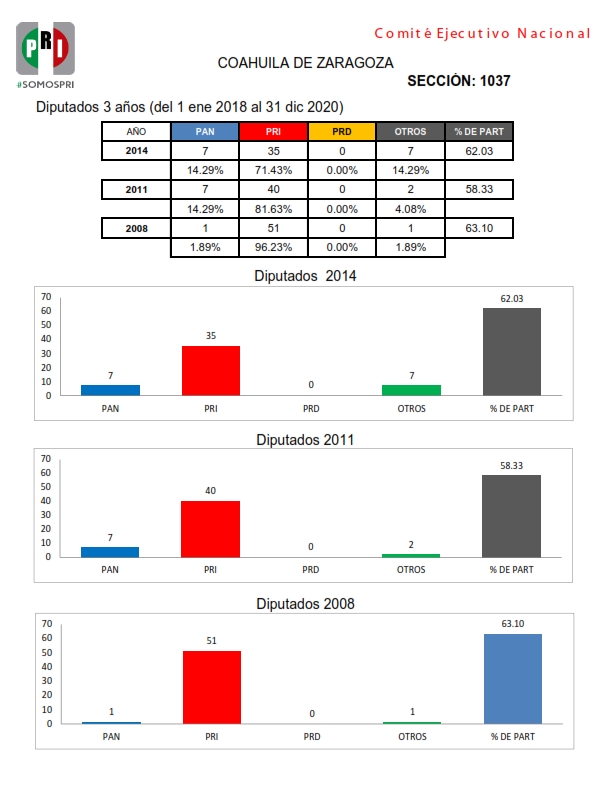 Comité Ejecutivo Nacional
PRI
#SOMOSPRI
COAHUILA DE ZARAGOZA
SECCIÓN: 1037
Diputados 3 años (del 1 ene 2018 al 31 dic 2020)
AÑO PAN PRI PRD OTROS % DE PART
2014 7 35 0 7 62.03
14.29% 71.43% 0.00% 14.29%
2011 7 40 0 2 58.33
14.29% 81.63% 0.00% 4.08%
2008 1 51 0 1 63.10
1.89% 96.23% 0.00% 1.89%
Diputados 2014
70
60
50
40
30
20
10
0
7 35 0 7 62.03
PAN PRI PRD OTROS % DE PART
Diputados 2011
70
60
50
40
30
20
10
0
7 40 0 2 58.33
PAN PRI PRD OTROS % DE PART
Diputados 2008
70
60
50
40
30
20
10
0
1 51 0 1 63.10
PAN PRI PRD OTROS % DE PART